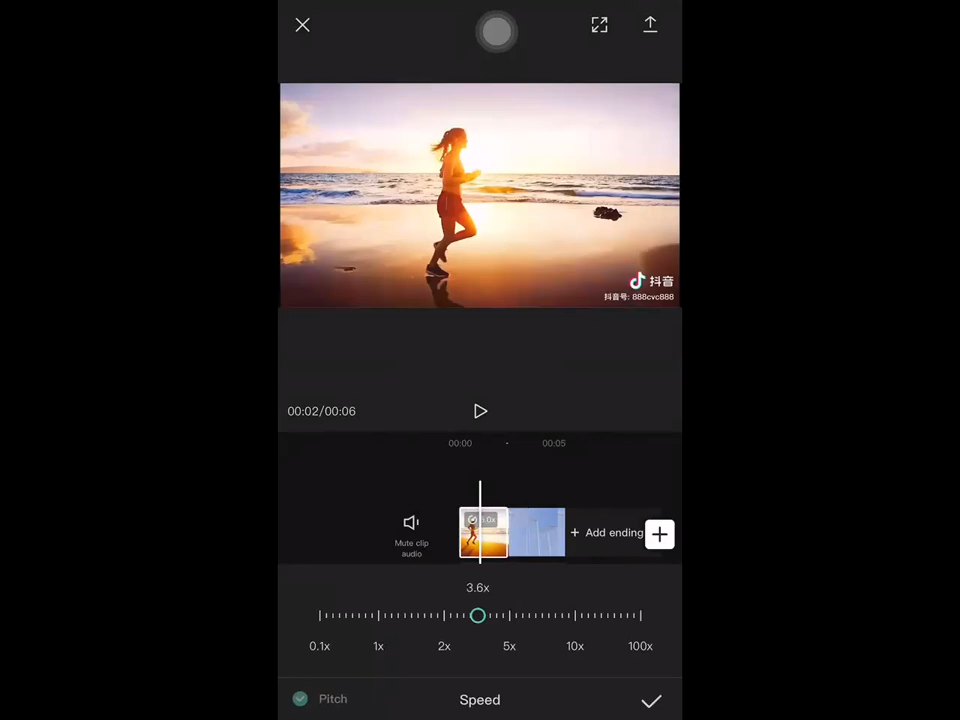 抖音
抖音号: 888cvc888
00:02/00:06
00:00
00:05
Mute clip
audio
+ Add ending
3.6x
0.1x 1x 2x 5x 10x 100x
Pitch
Speed